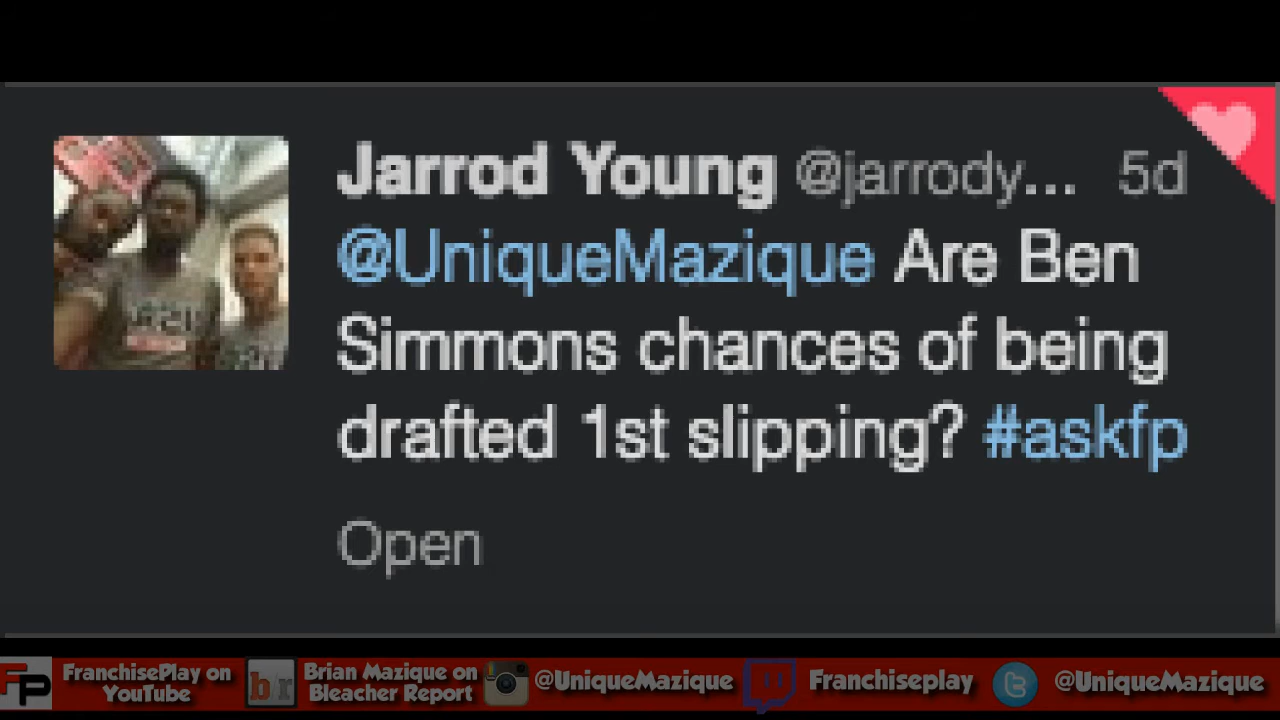 Jarrod Young @jarrody... 5d
@UniqueMazique Are Ben
Simmons chances of being
drafted 1st slipping? #askfp
Open
FP
FranchisePlay on
YouTube
b/r
Brian Mazique on
Bleacher Report
@UniqueMazique
Franchiseplay
@UniqueMazique